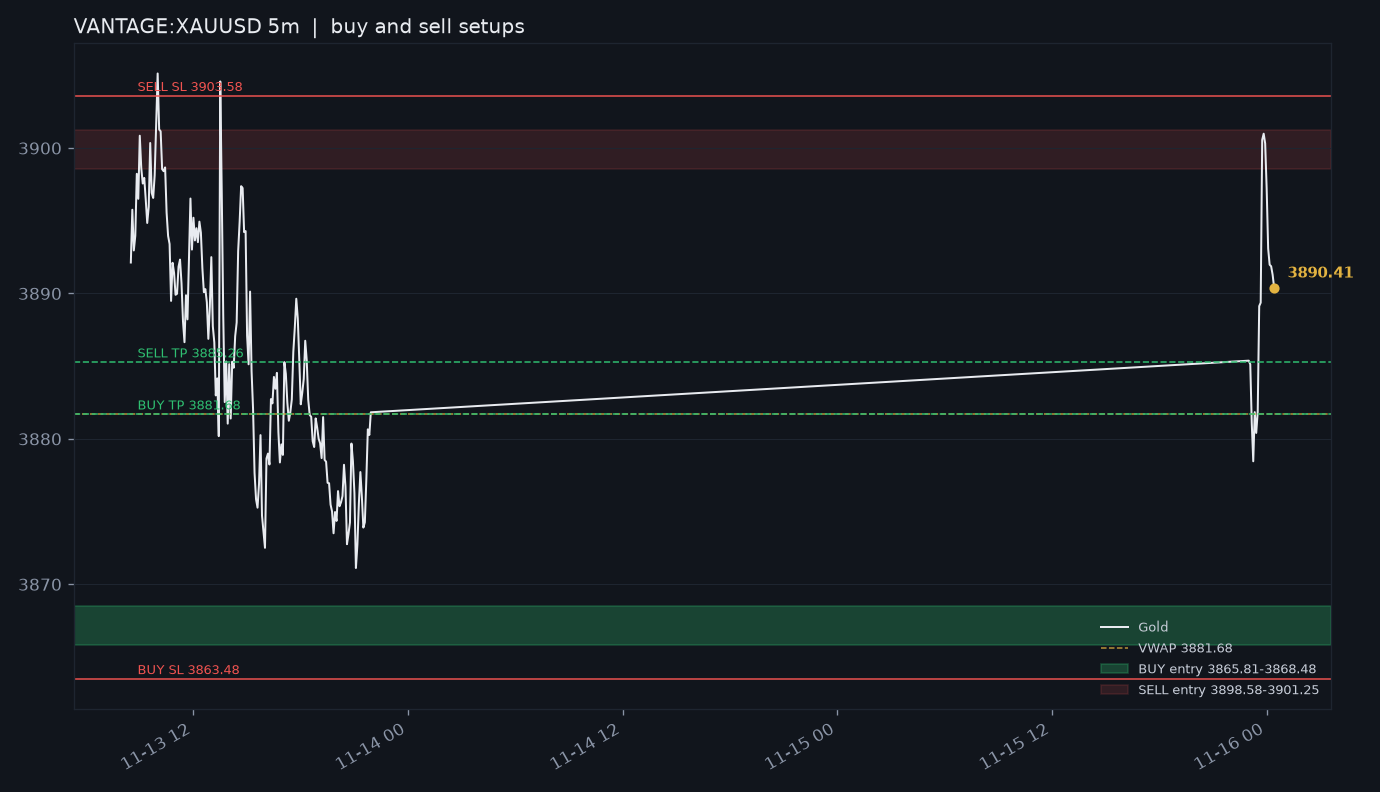 VANTAGE:XAUUSD 5m | buy and sell setups
SELL SL 3903.58
3900
3890.41
3890
SELL TP 3885.26
BUY TP 3881.68
3880
3870
Gold
VWAP 3881.68
BUY SL 3863.48
BUY entry 3865.81-3868.48
SELL entry 3898.58-3901.25
11-13 12
11-14 00
11-14 12
11-15 00
11-15 12
11-16 00